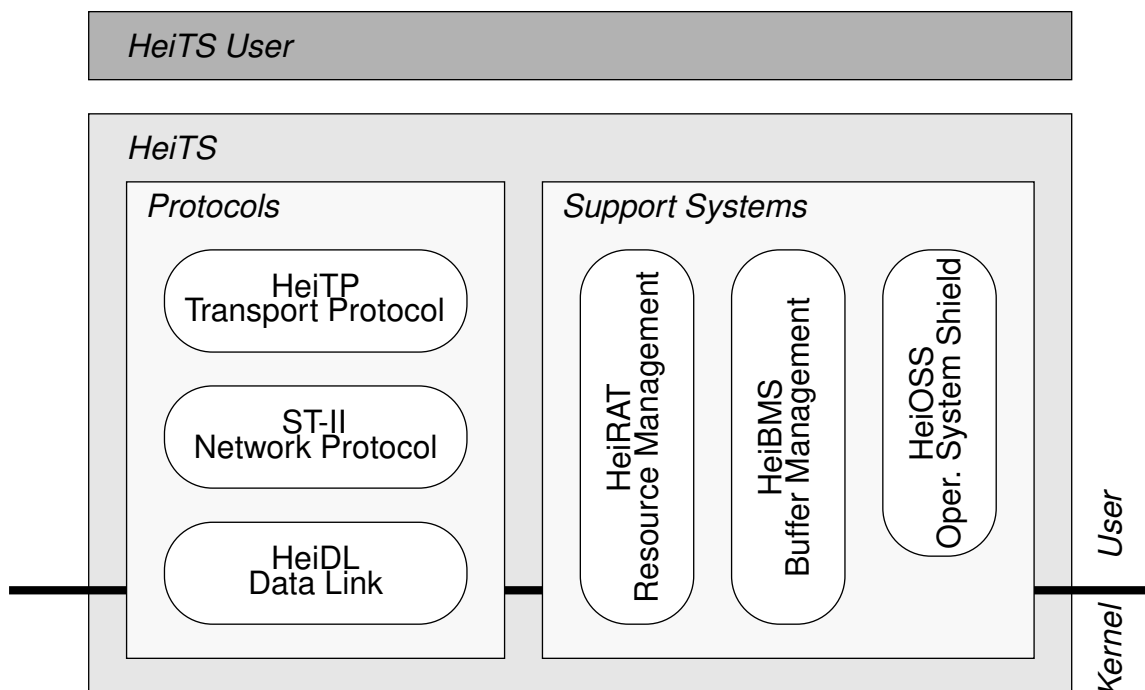 HeiTS User
HeiTS
Protocols
HeiTP
Transport Protocol
ST-II
Network Protocol
HeiDL
Data Link
Support Systems
HeiRAT
Resource Management
HeiBMS
Buffer Management
HeiOSS
Oper. System Shield
User
Kernel